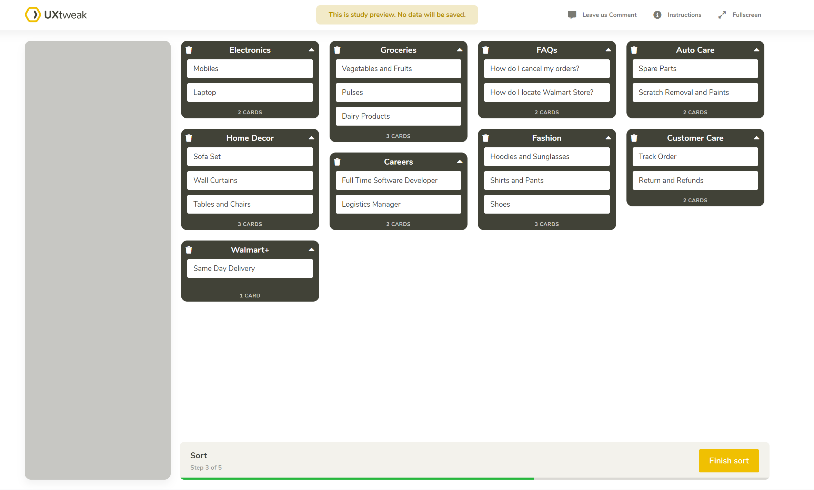 UXtweak
This is study preview. No data will be saved.
Leave us Comment
Instructions
Fullscreen
Electronics
Mobiles
Laptop
2 CARDS
Groceries
Vegetables and Fruits
Pulses
Dairy Products
3 CARDS
FAQs
How do I cancel my orders?
How do I locate Walmart Store?
2 CARDS
Auto Care
Spare Parts
Scratch Removal and Paints
2 CARDS
Home Decor
Sofa Set
Wall Curtains
Tables and Chairs
3 CARDS
Careers
Full Time Software Developer
Logistics Manager
2 CARDS
Fashion
Hoodies and Sunglasses
Shirts and Pants
Shoes
3 CARDS
Customer Care
Track Order
Return and Refunds
2 CARDS
Walmart+
Same Day Delivery
1 CARD
Sort
Step 3 of 5
Finish sort